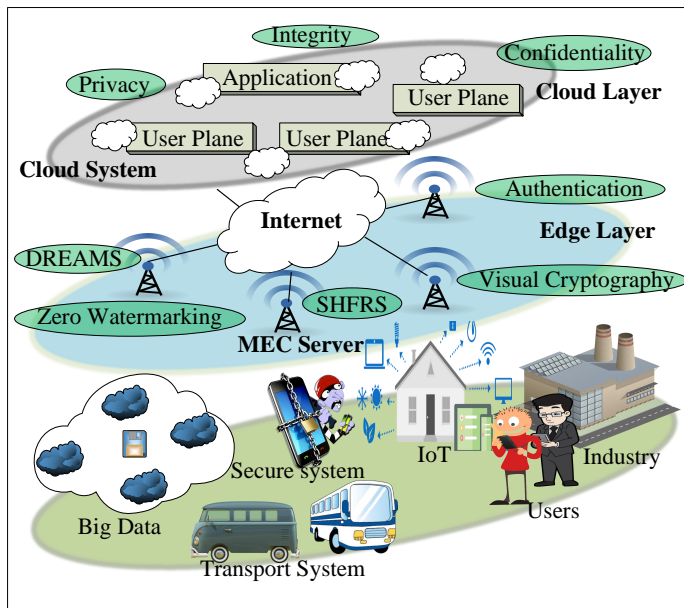 Integrity
Confidentiality
Privacy
Application
User Plane
Cloud Layer
User Plane
User Plane
Cloud System
Authentication
Internet
Edge Layer
DREAMS
Visual Cryptography
Zero Watermarking
SHFRS
MEC Server
Secure system
IoT
Industry
Users
Big Data
Transport System